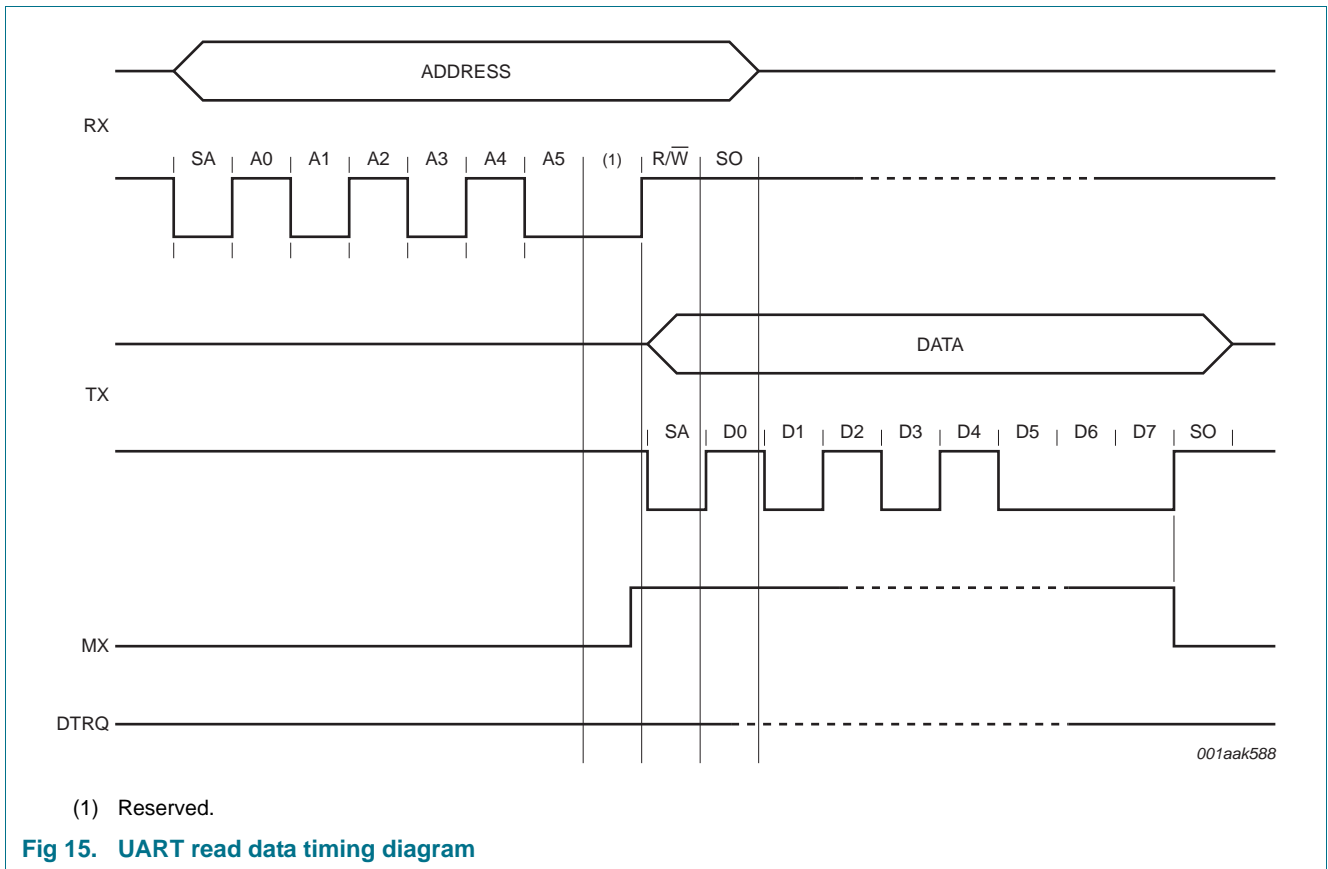 ADDRESS
RX
SA A0 A1 A2 A3 A4 A5 (1) R/W̅ SO
DATA
TX
SA D0 D1 D2 D3 D4 D5 D6 D7 SO
MX
DTRQ
001aak588
(1) Reserved.
Fig 15. UART read data timing diagram